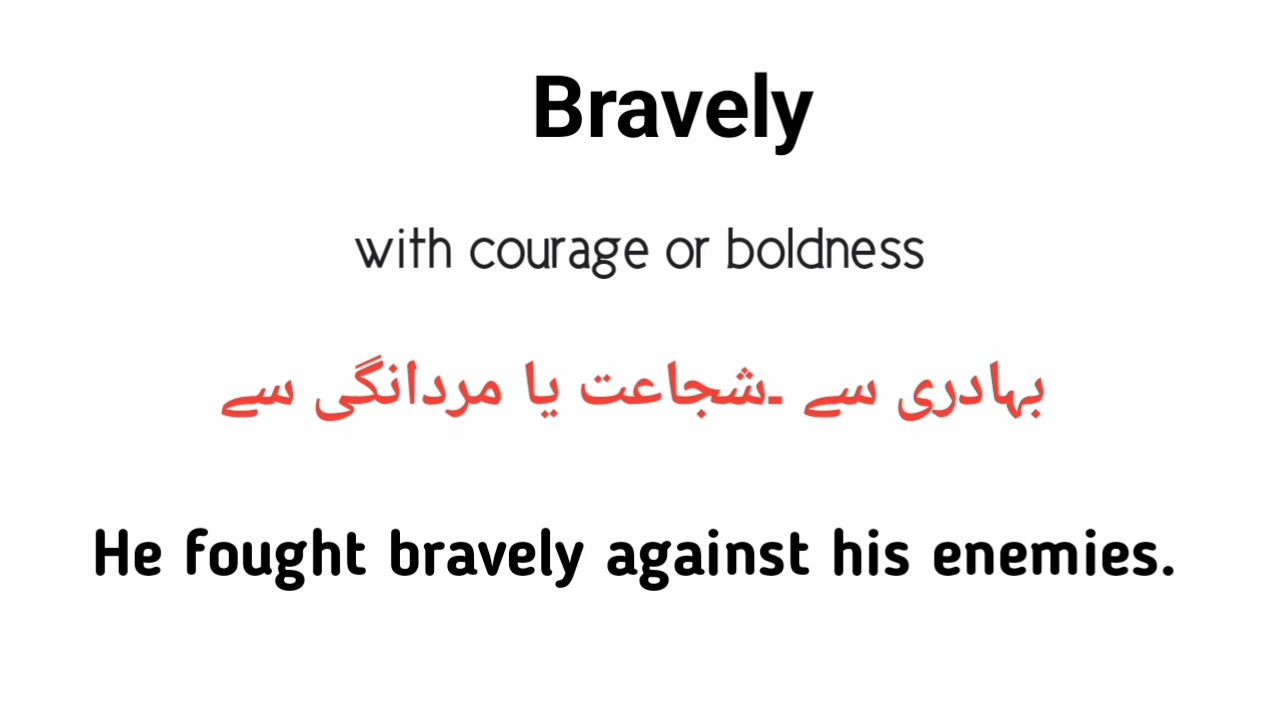 Bravely
with courage or boldness
بہادری سے ۔شجاعت یا مردانگی سے
He fought bravely against his enemies.